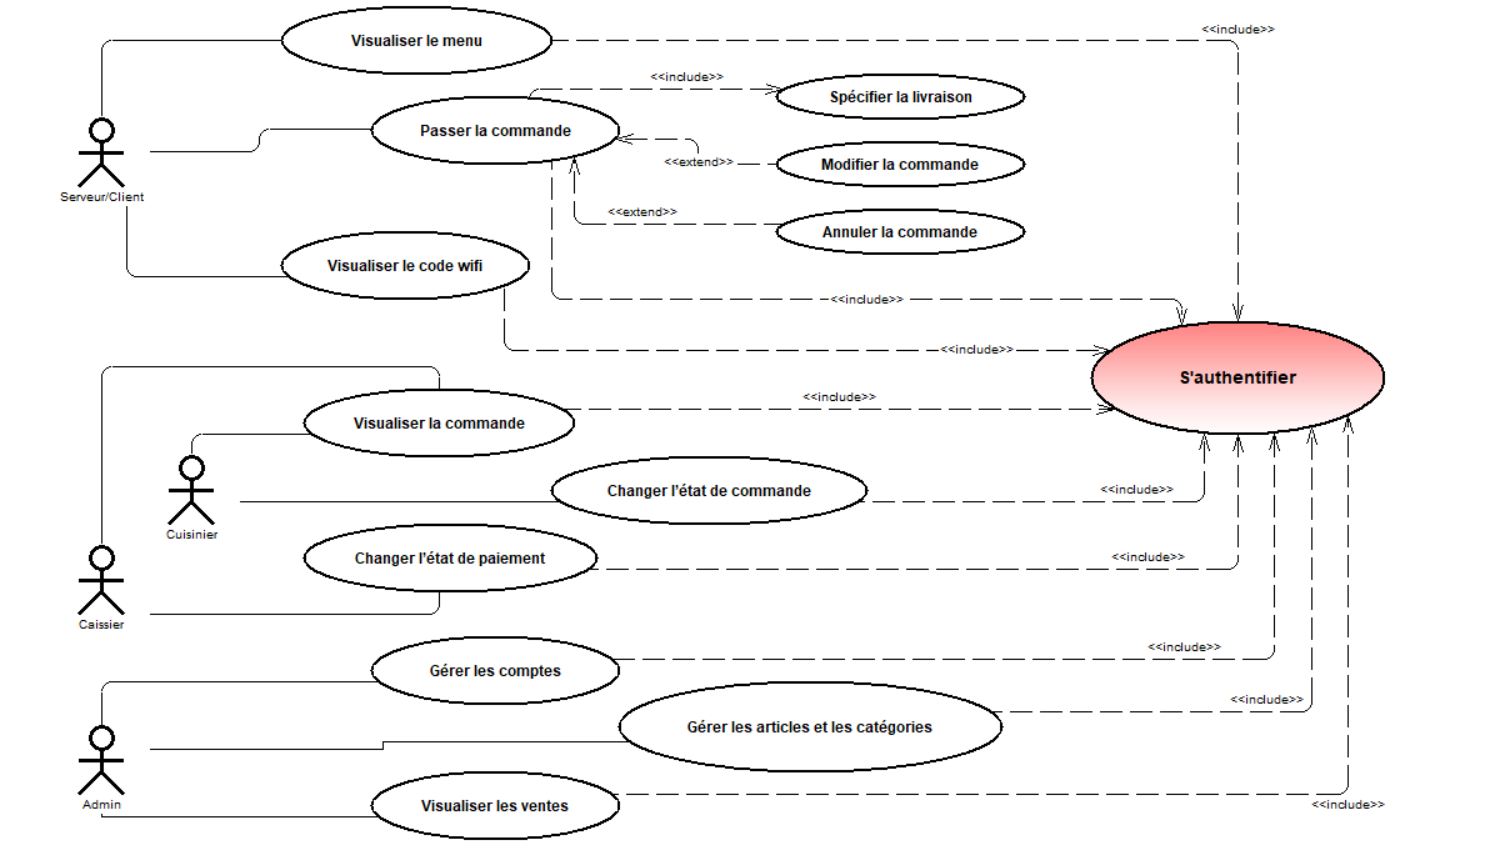 <<include>>
Visualiser le menu
<<include>>
Spécifier la livraison
Passer la commande
<<extend>>
Modifier la commande
Serveur/Client
<<extend>>
Annuler la commande
Visualiser le code wifi
<<include>>
<<include>>
S'authentifier
<<include>>
Visualiser la commande
Changer l'état de commande
<<include>>
Cuisinier
Changer l'état de paiement
<<include>>
Caissier
<<include>>
Gérer les comptes
<<include>>
Gérer les articles et les catégories
Admin
Visualiser les ventes
<<include>>